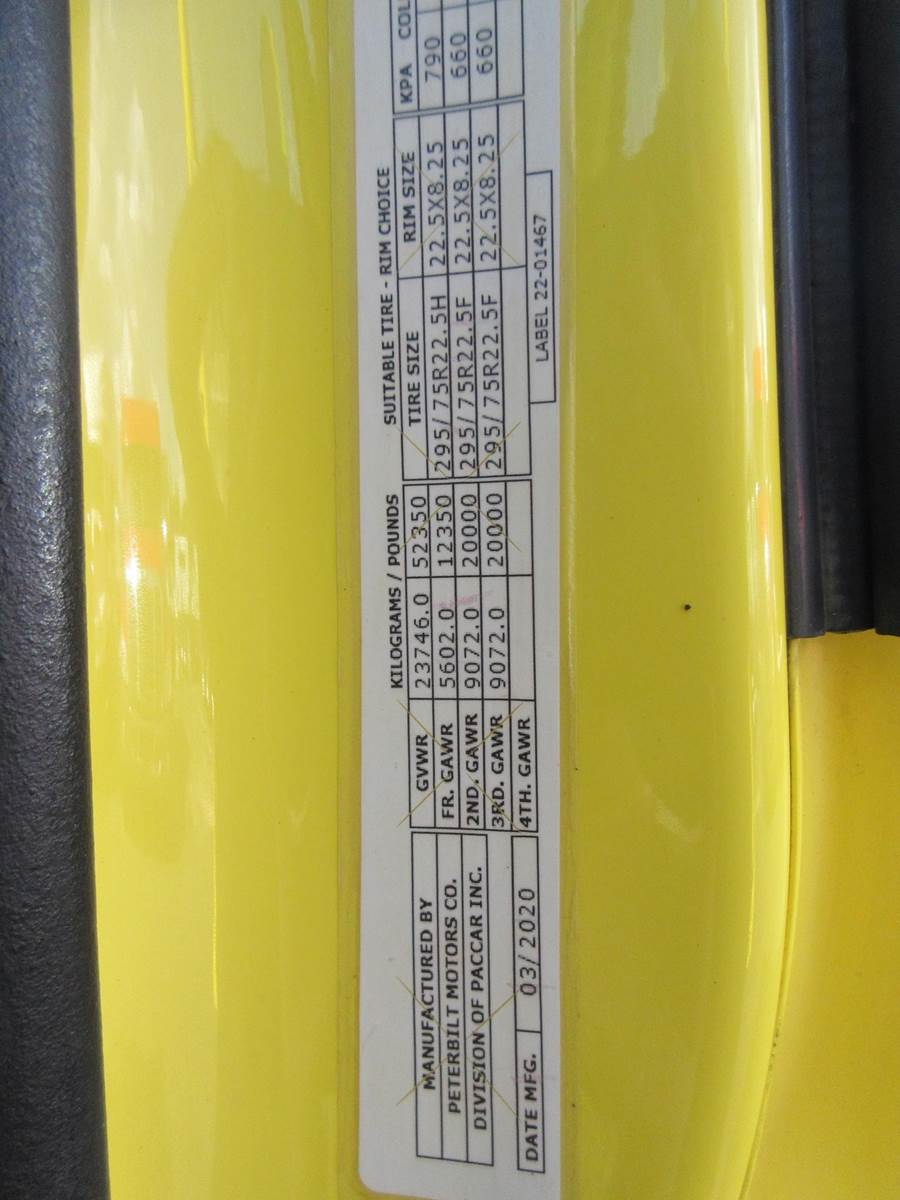 KILOGRAMS / POUNDS SUITABLE TIRE - RIM CHOICE
MANUFACTURED BY
PETERBILT MOTORS CO.
DIVISION OF PACCAR INC.
DATE MFG. 03/2020
TIRE SIZE RIM SIZE KPA
GVWR 23746.0 52350
FR. GAWR 5602.0 12350 295/75R22.5H 22.5X8.25 790
2ND. GAWR 9072.0 20000 295/75R22.5F 22.5X8.25 660
3RD. GAWR 9072.0 20000 295/75R22.5F 22.5X8.25 660
4TH. GAWR
LABEL 22-01467